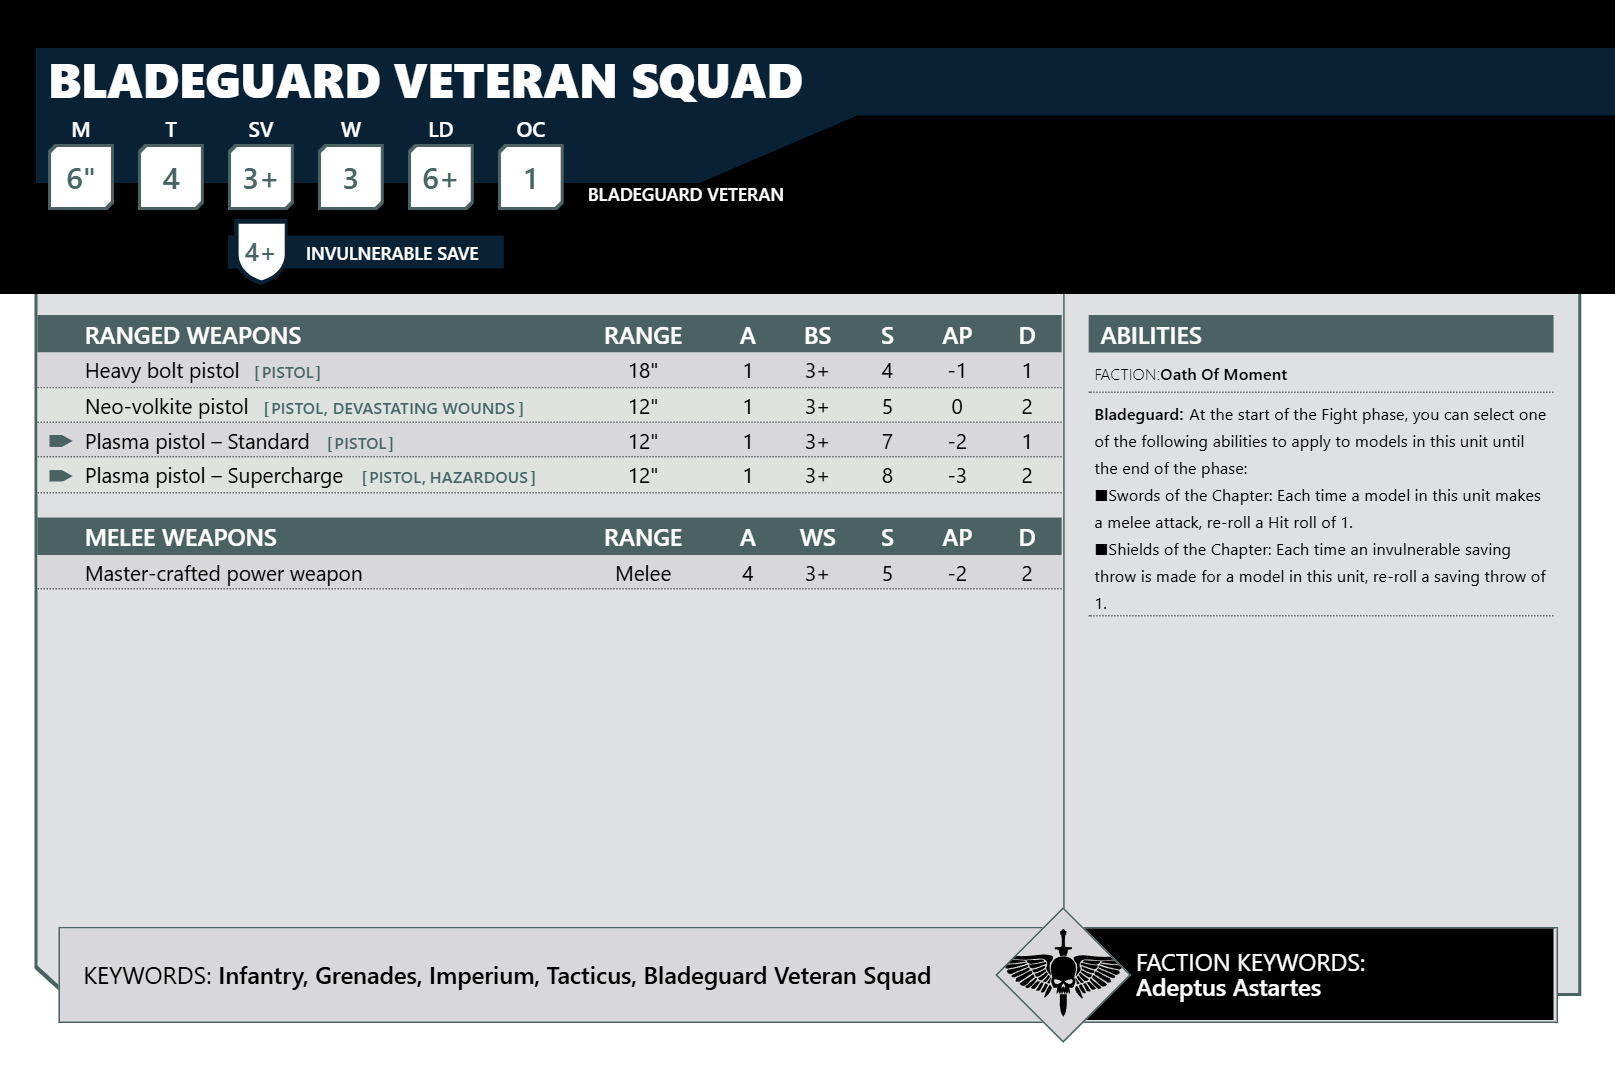 BLADEGUARD VETERAN SQUAD
M T SV W LD OC
6" 4 3+ 3 6+ 1
BLADEGUARD VETERAN
4+ INVULNERABLE SAVE
RANGED WEAPONS RANGE A BS S AP D
Heavy bolt pistol [PISTOL] 18" 1 3+ 4 -1 1
Neo-volkite pistol [PISTOL, DEVASTATING WOUNDS] 12" 1 3+ 5 0 2
Plasma pistol – Standard [PISTOL] 12" 1 3+ 7 -2 1
Plasma pistol – Supercharge [PISTOL, HAZARDOUS] 12" 1 3+ 8 -3 2
MELEE WEAPONS RANGE A WS S AP D
Master-crafted power weapon Melee 4 3+ 5 -2 2
ABILITIES
FACTION:Oath Of Moment
Bladeguard: At the start of the Fight phase, you can select one
of the following abilities to apply to models in this unit until
the end of the phase:
■Swords of the Chapter: Each time a model in this unit makes
a melee attack, re-roll a Hit roll of 1.
■Shields of the Chapter: Each time an invulnerable saving
throw is made for a model in this unit, re-roll a saving throw of
1.
KEYWORDS: Infantry, Grenades, Imperium, Tacticus, Bladeguard Veteran Squad
FACTION KEYWORDS:
Adeptus Astartes